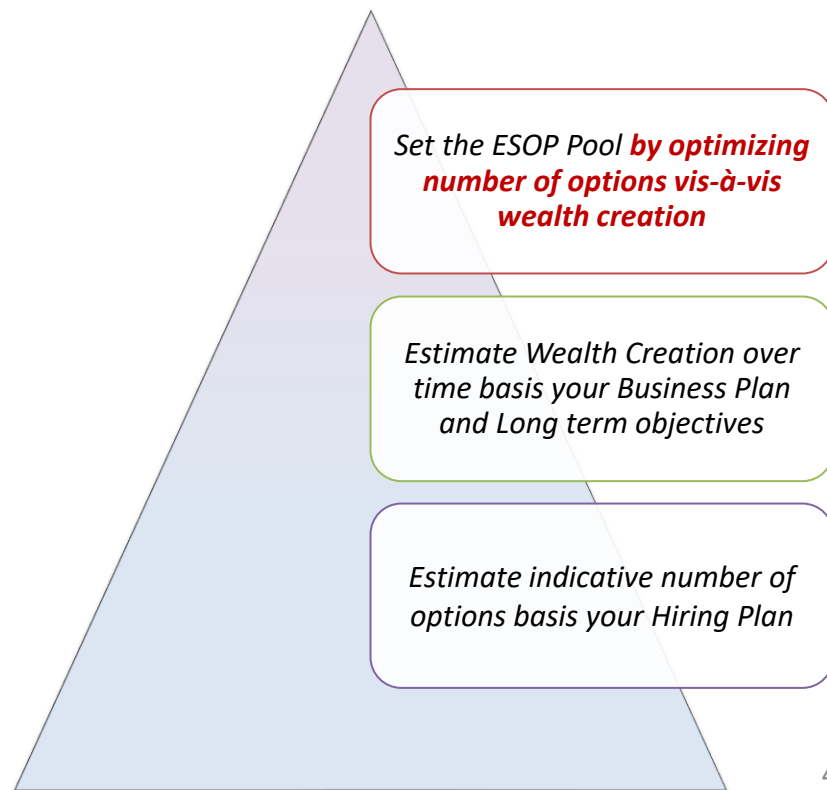 Set the ESOP Pool by optimizing
number of options vis-à-vis
wealth creation
Estimate Wealth Creation over
time basis your Business Plan
and Long term objectives
Estimate indicative number of
options basis your Hiring Plan